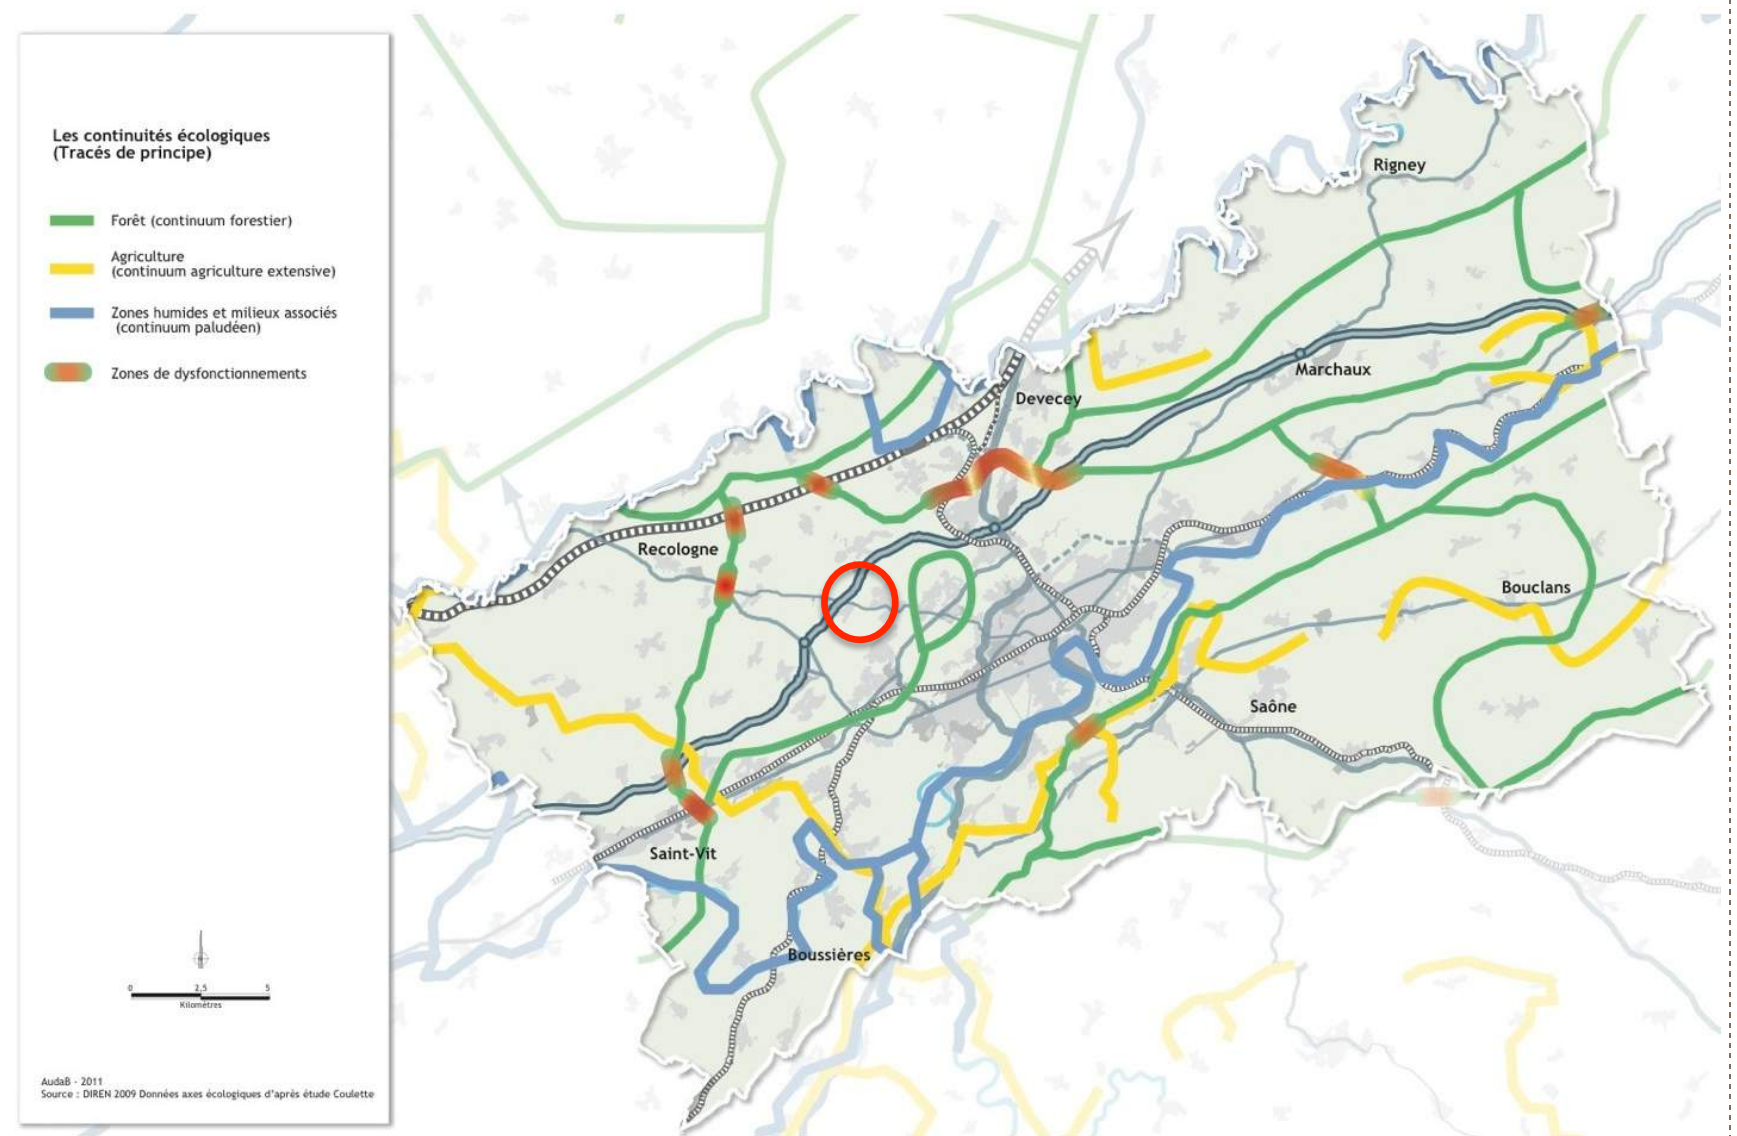 Les continuités écologiques
(Tracés de principe)
Forêt (continuum forestier)
Agriculture
(continuum agriculture extensive)
Zones humides et milieux associés
(continuum paludéen)
Zones de dysfonctionnements
0 2,5 5
Kilomètres
AudaB - 2011
Source : DIREN 2009 Données axes écologiques d'après étude Coulette
Rigney
Marchaux
Devecey
Recologne
Bouclans
Saône
Saint-Vit
Boussières